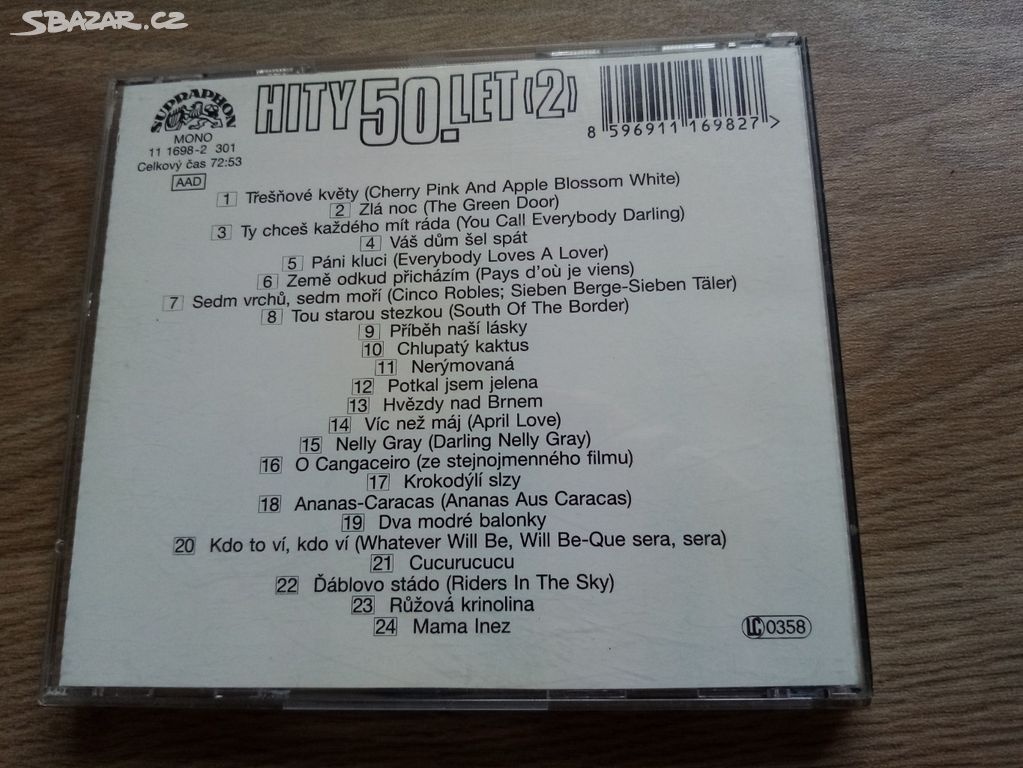 SBAZAR.CZ
SUPRAPHON
MONO
11 1698-2 301
Celkový čas 72:53
AAD
HITY 50. LET (2)
8 596911 169827 >
1 Třešňové květy (Cherry Pink And Apple Blossom White)
2 Zlá noc (The Green Door)
3 Ty chceš každého mít ráda (You Call Everybody Darling)
4 Váš dům šel spát
5 Páni kluci (Everybody Loves A Lover)
6 Země odkud přicházím (Pays d'où je viens)
7 Sedm vrchů, sedm moří (Cinco Robles; Sieben Berge-Sieben Täler)
8 Tou starou stezkou (South Of The Border)
9 Příběh naší lásky
10 Chlupatý kaktus
11 Nerýmovaná
12 Potkal jsem jelena
13 Hvězdy nad Brnem
14 Víc než máj (April Love)
15 Nelly Gray (Darling Nelly Gray)
16 O Cangaceiro (ze stejnojmenného filmu)
17 Krokodýlí slzy
18 Ananas-Caracas (Ananas Aus Caracas)
19 Dva modré balonky
20 Kdo to ví, kdo ví (Whatever Will Be, Will Be-Que sera, sera)
21 Cucurucucu
22 Ďáblovo stádo (Riders In The Sky)
23 Růžová krinolina
24 Mama Inez
LC 0358